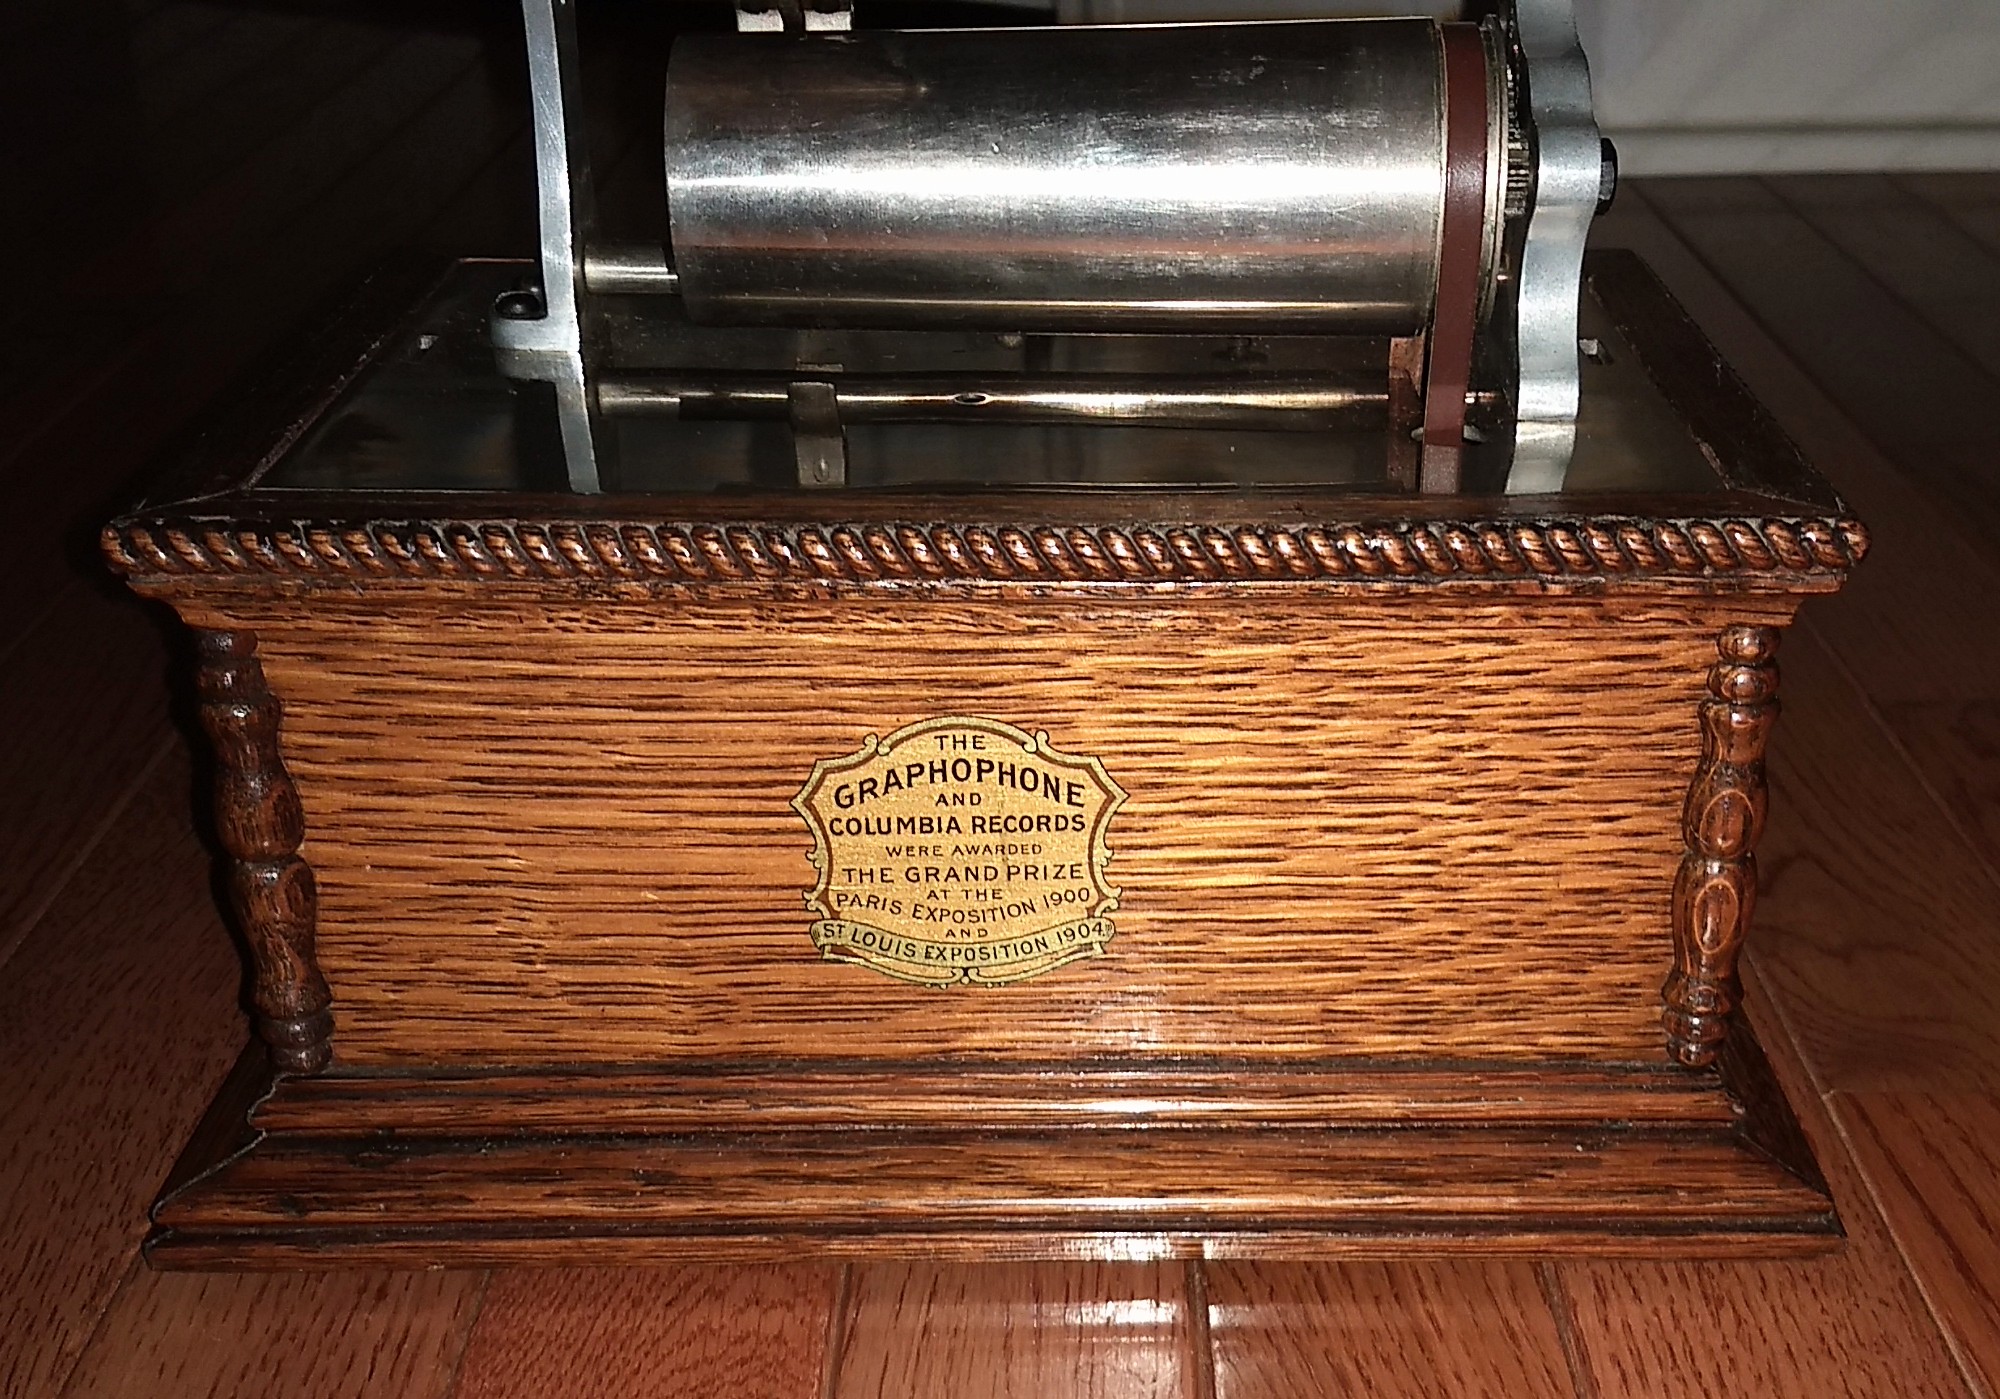 THE
GRAPHOPHONE
AND
COLUMBIA RECORDS
WERE AWARDED
THE GRAND PRIZE
AT THE
PARIS EXPOSITION 1900
AND
ST LOUIS EXPOSITION 1904.